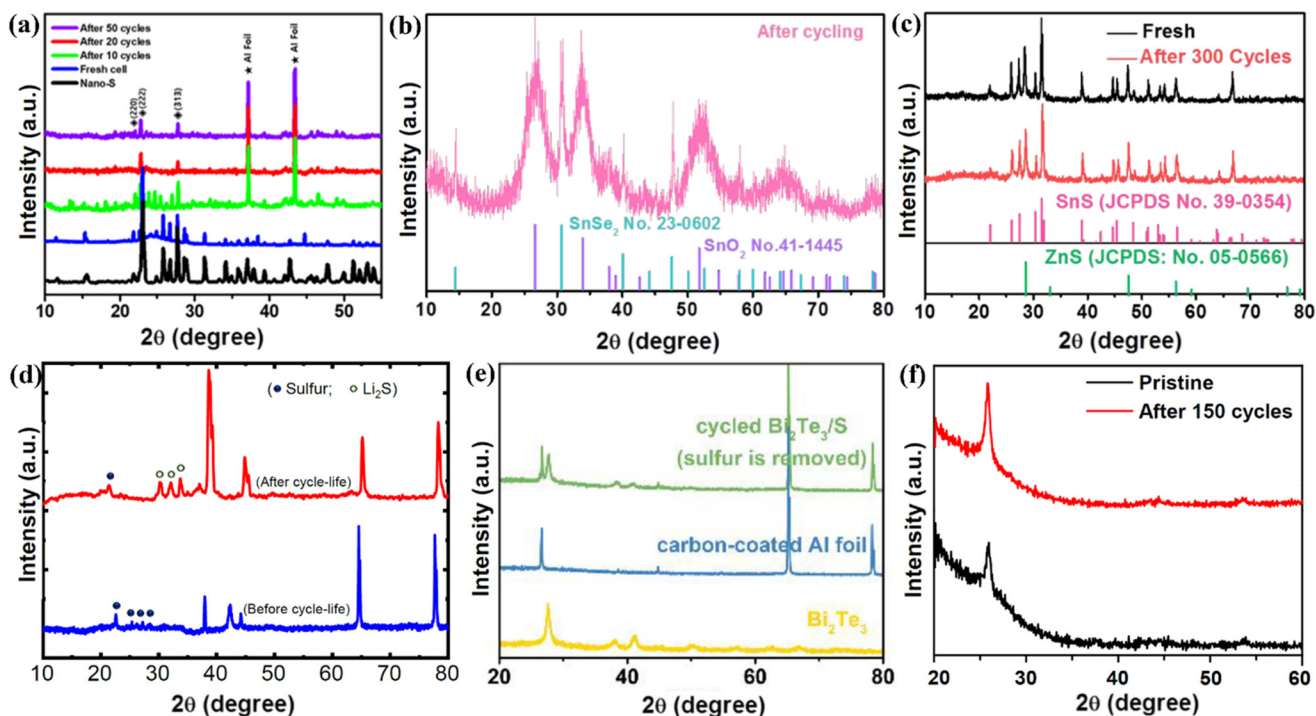 (a)
After 50 cycles
After 20 cycles
After 10 cycles
Fresh cell
Nano-S
(220)
(222)
(313)
★ Al Foil
★ Al Foil
Intensity (a.u.)
10 20 30 40 50
2θ (degree)
(b)
After cycling
SnSe2 No. 23-0602
SnO2 No.41-1445
Intensity (a.u.)
10 20 30 40 50 60 70 80
2θ (degree)
(c)
Fresh
After 300 Cycles
SnS (JCPDS No. 39-0354)
ZnS (JCPDS: No. 05-0566)
Intensity (a.u.)
10 20 30 40 50 60 70 80
2θ (degree)
(d)
( Sulfur; Li2S)
(After cycle-life)
(Before cycle-life)
Intensity (a.u.)
10 20 30 40 50 60 70 80
2θ (degree)
(e)
cycled Bi2Te3/S
(sulfur is removed)
carbon-coated Al foil
Bi2Te3
Intensity (a.u.)
20 40 60 80
2θ (degree)
(f)
Pristine
After 150 cycles
Intensity (a.u.)
20 30 40 50 60
2θ (degree)